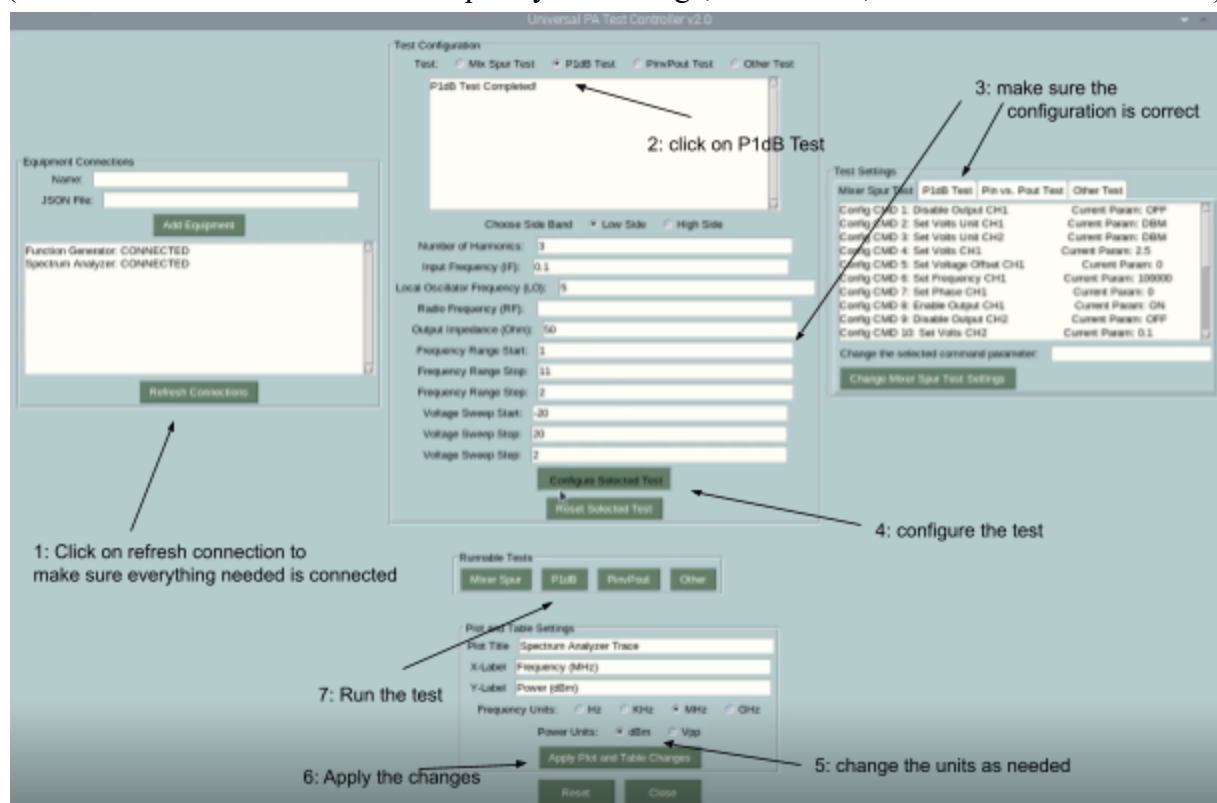 Universal PA Test Controller v2.0
Test Configuration
Test: Mix Spur Test P1dB Test PinvPout Test Other Test
P1dB Test Completed!
2: click on P1dB Test
3: make sure the
configuration is correct
Equipment Connections
Name:
JSON File:
Add Equipment
Function Generator: CONNECTED
Spectrum Analyzer: CONNECTED
Refresh Connections
1: Click on refresh connection to
make sure everything needed is connected
Choose Side Band Low Side High Side
Number of Harmonics: 3
Input Frequency (IF): 0.1
Local Oscillator Frequency (LO): 5
Radio Frequency (RF):
Output Impedance (Ohm): 50
Frequency Range Start: 1
Frequency Range Stop: 11
Frequency Range Step: 2
Voltage Sweep Start: -20
Voltage Sweep Stop: 20
Voltage Sweep Step: 2
Configure Selected Test
Reset Selected Test
Test Settings
Mixer Spur Test P1dB Test Pin vs. Pout Test Other Test
Config CMD 1: Disable Output CH1 Current Param: OFF
Config CMD 2: Set Volts Unit CH1 Current Param: DBM
Config CMD 3: Set Volts Unit CH2 Current Param: DBM
Config CMD 4: Set Volts CH1 Current Param: 2.5
Config CMD 5: Set Voltage Offset CH1 Current Param: 0
Config CMD 6: Set Frequency CH1 Current Param: 100000
Config CMD 7: Set Phase CH1 Current Param: 0
Config CMD 8: Enable Output CH1 Current Param: ON
Config CMD 9: Disable Output CH2 Current Param: OFF
Config CMD 10: Set Volts CH2 Current Param: 0.1
Change the selected command parameter:
Change Mixer Spur Test Settings
4: configure the test
Runnable Tests
Mixer Spur P1dB PinvPout Other
7: Run the test
Plot and Table Settings
Plot Title Spectrum Analyzer Trace
X-Label Frequency (MHz)
Y-Label Power (dBm)
Frequency Units: Hz KHz MHz GHz
Power Units: dBm Vpp
Apply Plot and Table Changes
6: Apply the changes
5: change the units as needed
Reset Close